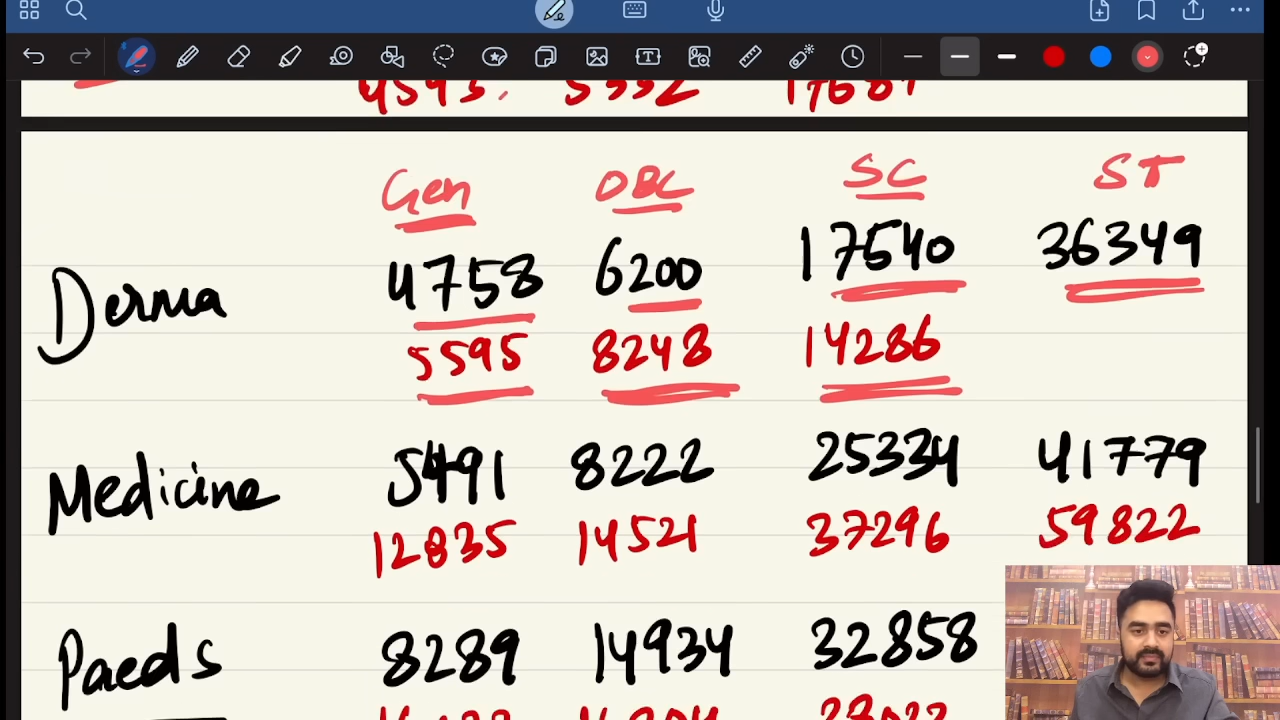 Gen OBC SC ST
Derma 4758 6200 17540 36349
5595 8248 14286
Medicine 5491 8222 25334 41779
12835 14521 37296 59822
Paeds 8289 14934 32858